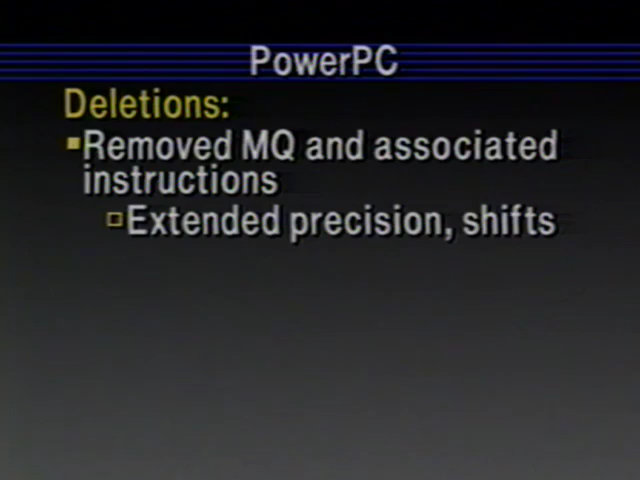 PowerPC
Deletions:
▪Removed MQ and associated
instructions
▫Extended precision, shifts